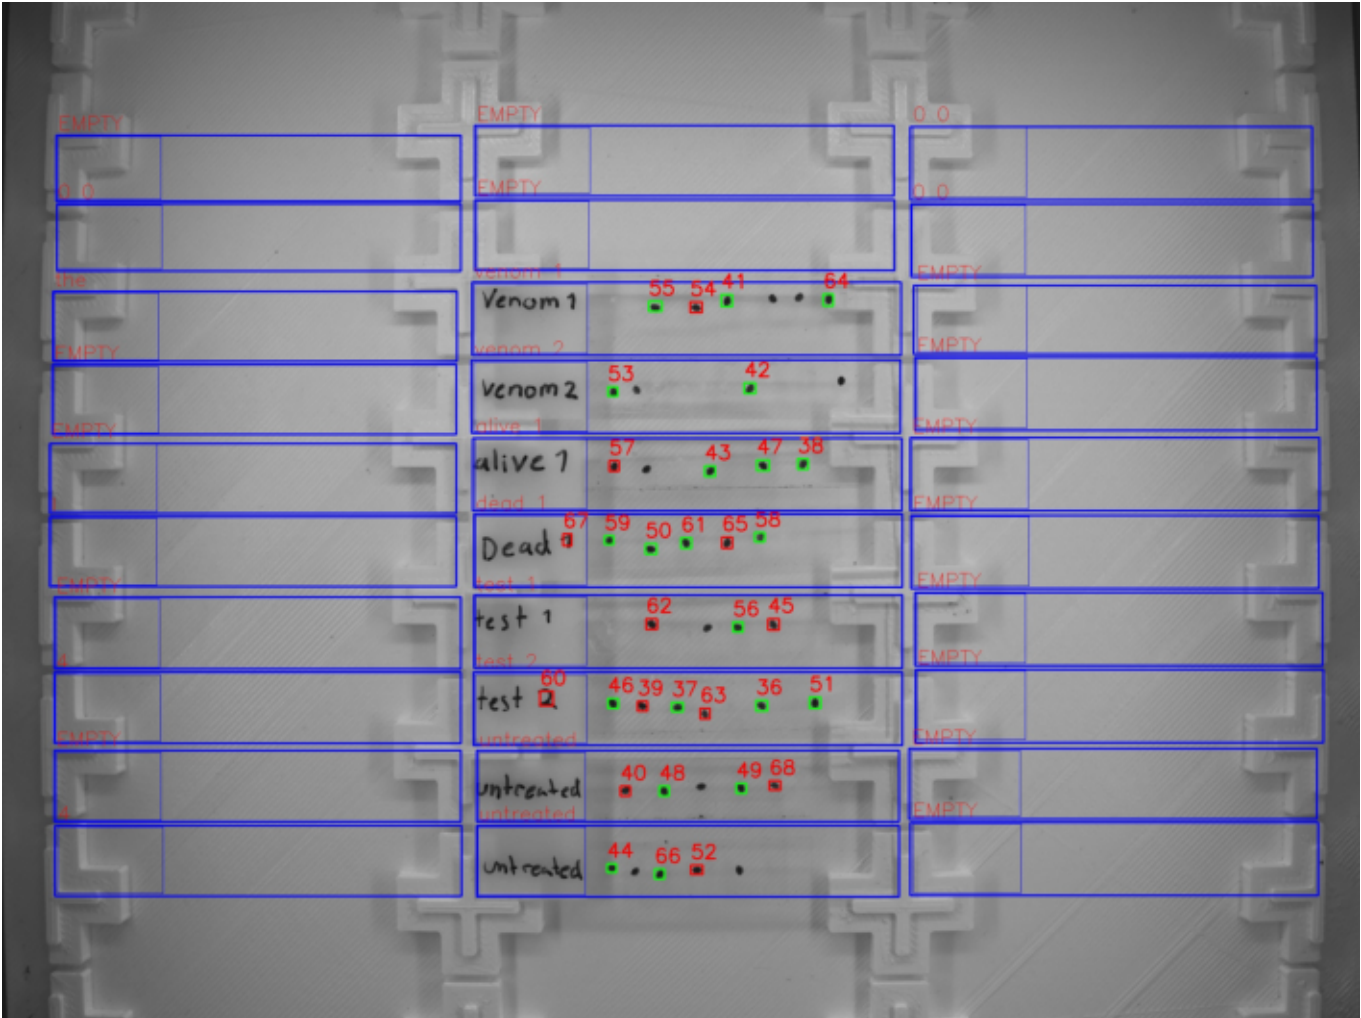 EMPTY
EMPTY
0 0
0 0
EMPTY
0 0
the
venom 1
EMPTY
Venom 1
55 54 41 64
EMPTY
venom 2
EMPTY
venom 2
53 42
EMPTY
alive 1
EMPTY
alive 1
57 43 47 38
dead 1
EMPTY
Dead 1
67 59 50 61 65 58
EMPTY
test 1
EMPTY
test 1
62 56 45
4
test 2
EMPTY
test 2
60 46 39 37 63 36 51
EMPTY
untreated
EMPTY
untreated
40 48 49 68
4
untreated
EMPTY
untreated
44 66 52